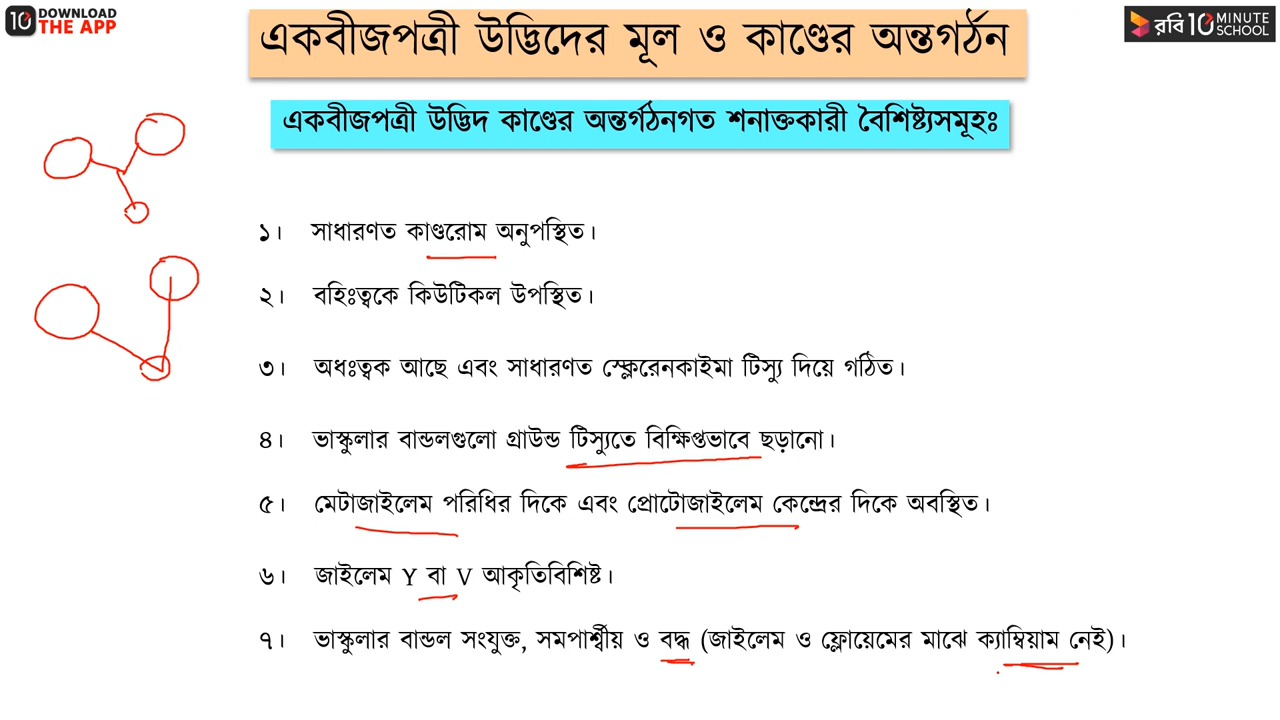 10 DOWNLOAD
THE APP
রবি 10 MINUTE
SCHOOL
একবীজপত্রী উদ্ভিদের মূল ও কাণ্ডের অন্তর্গঠন
একবীজপত্রী উদ্ভিদ কাণ্ডের অন্তর্গঠনগত শনাক্তকারী বৈশিষ্ট্যসমূহঃ
১। সাধারণত কাণ্ডরোম অনুপস্থিত।
২। বহিঃত্বকে কিউটিকল উপস্থিত।
৩। অধঃত্বক আছে এবং সাধারণত স্ক্লেরেনকাইমা টিস্যু দিয়ে গঠিত।
৪। ভাস্কুলার বান্ডলগুলো গ্রাউন্ড টিস্যুতে বিক্ষিপ্তভাবে ছড়ানো।
৫। মেটাজাইলেম পরিধির দিকে এবং প্রোটোজাইলেম কেন্দ্রের দিকে অবস্থিত।
৬। জাইলেম Y বা V আকৃতিবিশিষ্ট।
৭। ভাস্কুলার বান্ডল সংযুক্ত, সমপার্শ্বীয় ও বদ্ধ (জাইলেম ও ফ্লোয়েমের মাঝে ক্যাম্বিয়াম নেই)।